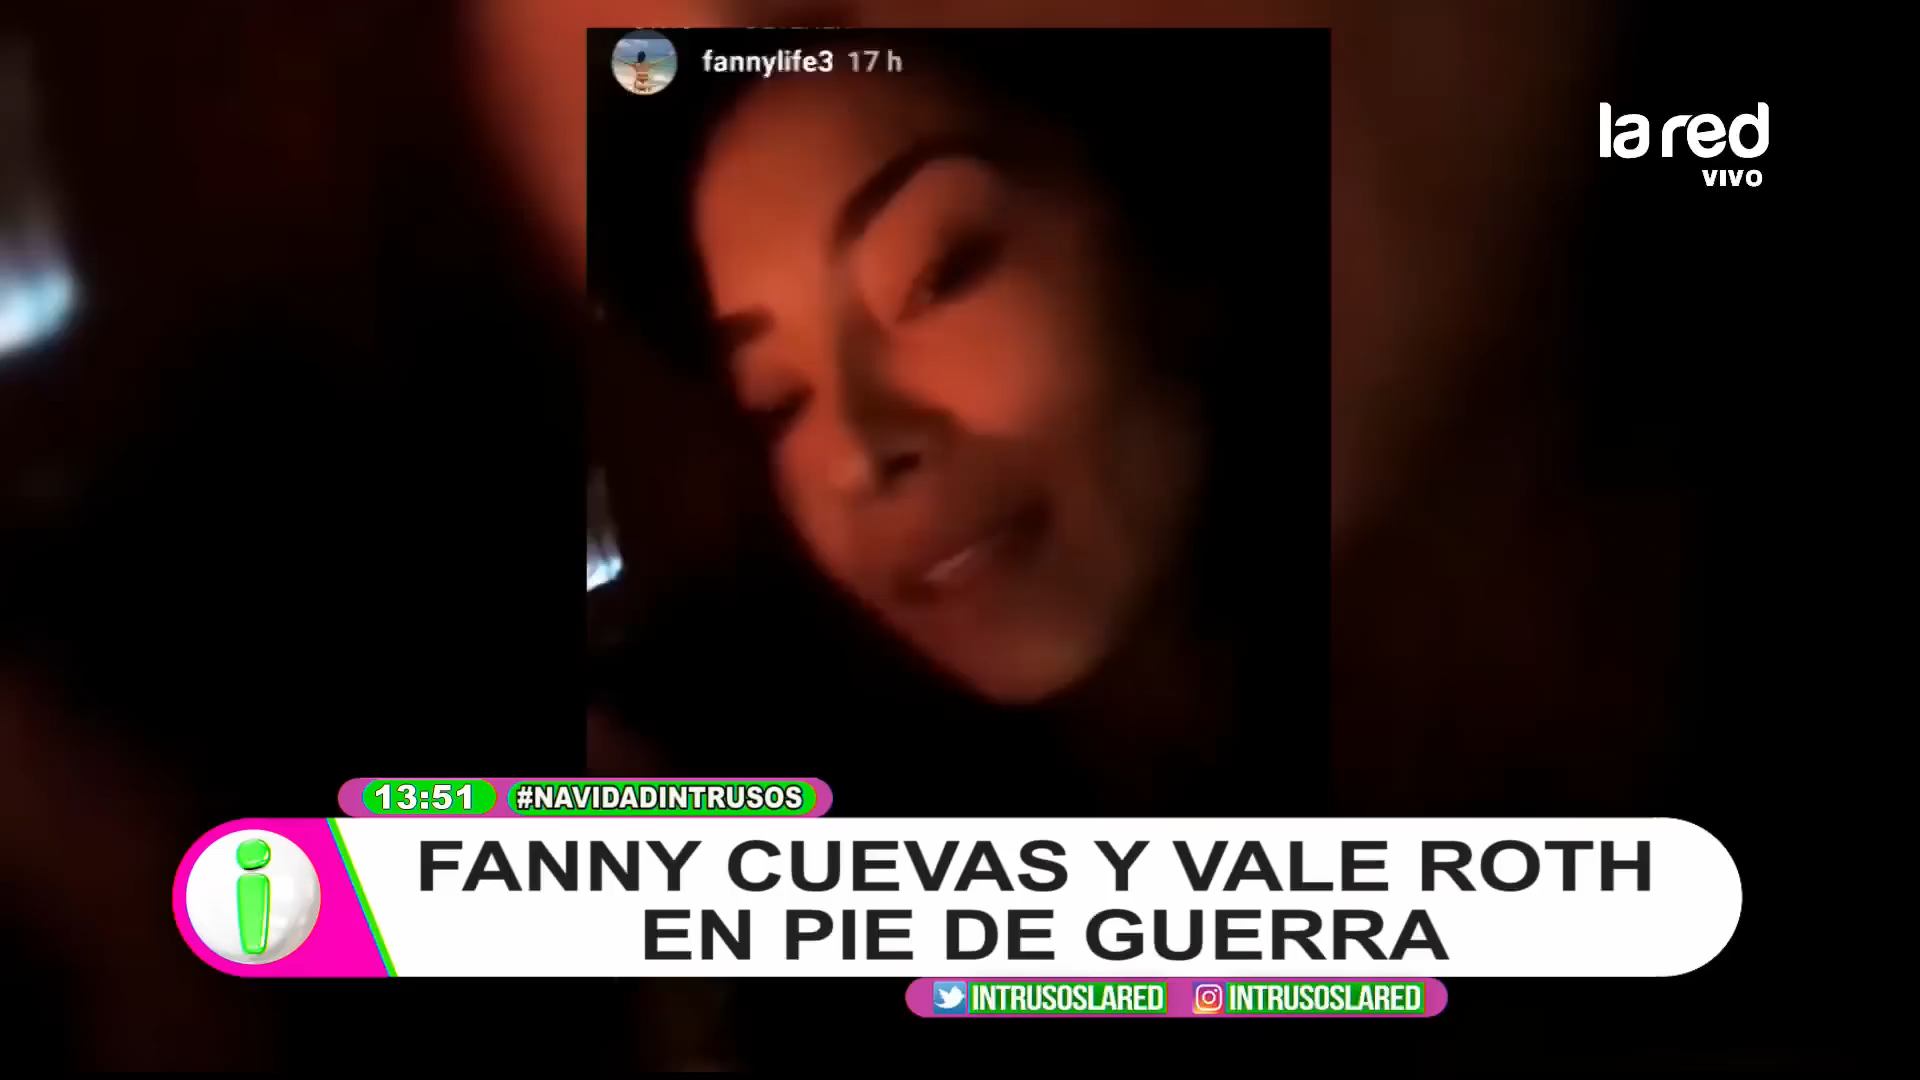 fannylife3 17 h
la red
VIVO
13:51 #NAVIDADINTRUSOS
FANNY CUEVAS Y VALE ROTH
EN PIE DE GUERRA
INTRUSOSLARED INTRUSOSLARED